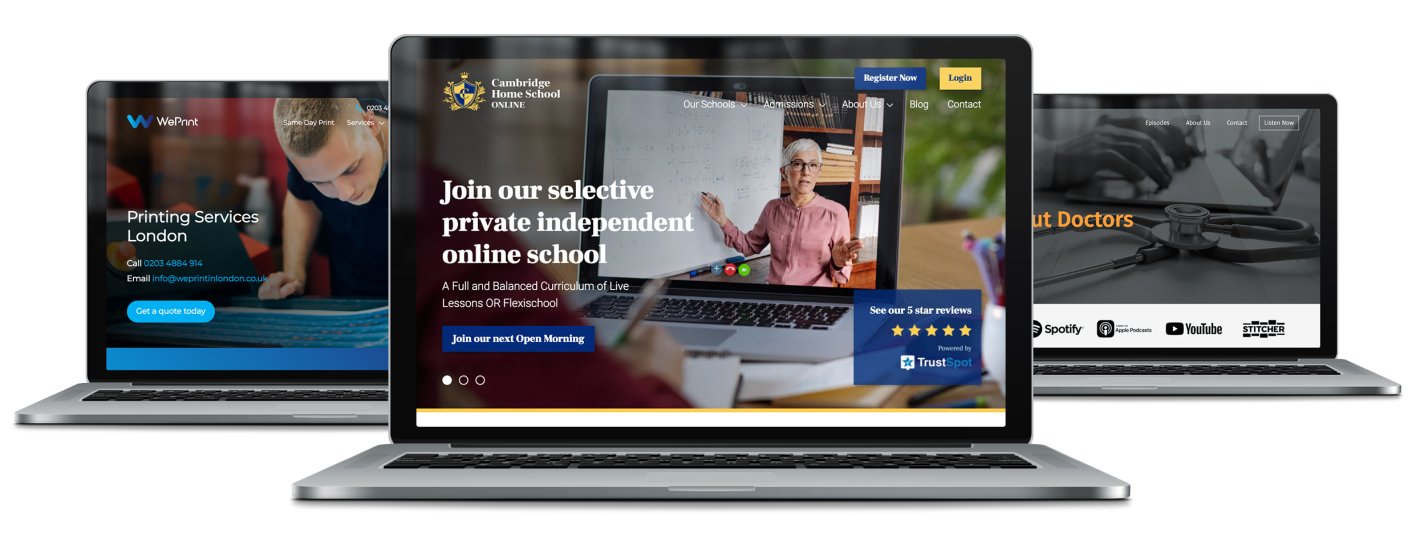 WePrint
0203 4
Same Day Print Services
Printing Services
London
Call 0203 4884 914
Email info@weprintinlondon.co.uk
Get a quote today
Cambridge
Home School
ONLINE
Register Now Login
Our Schools Admissions About Us Blog Contact
Join our selective
private independent
online school
A Full and Balanced Curriculum of Live
Lessons OR Flexischool
Join our next Open Morning
See our 5 star reviews
Powered by
TrustSpot
Episodes About Us Contact Listen Now
ut Doctors
Spotify
Apple Podcasts
YouTube
STITCHER